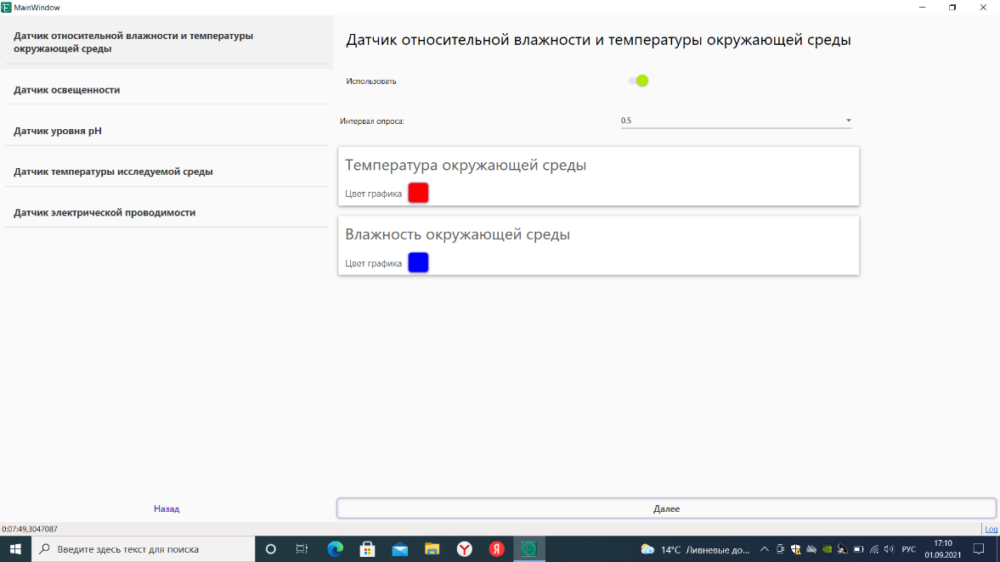 MainWindow
Датчик относительной влажности и температуры
окружающей среды
Датчик освещенности
Датчик уровня pH
Датчик температуры исследуемой среды
Датчик электрической проводимости
Датчик относительной влажности и температуры окружающей среды
Использовать
Интервал опроса:
0.5
Температура окружающей среды
Цвет графика
Влажность окружающей среды
Цвет графика
Назад
Далее
0:07:49,3047087
Log
Введите здесь текст для поиска
14°C Ливневые до...
РУС
17:10
01.09.2021